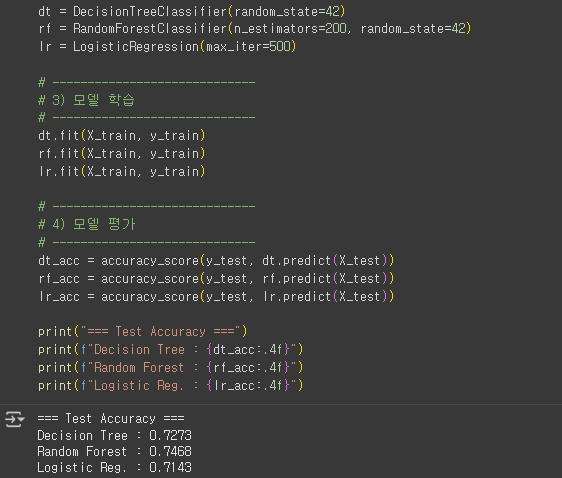 dt = DecisionTreeClassifier(random_state=42)
rf = RandomForestClassifier(n_estimators=200, random_state=42)
lr = LogisticRegression(max_iter=500)
# -----------------------------
# 3) 모델 학습
# -----------------------------
dt.fit(X_train, y_train)
rf.fit(X_train, y_train)
lr.fit(X_train, y_train)
# -----------------------------
# 4) 모델 평가
# -----------------------------
dt_acc = accuracy_score(y_test, dt.predict(X_test))
rf_acc = accuracy_score(y_test, rf.predict(X_test))
lr_acc = accuracy_score(y_test, lr.predict(X_test))
print("=== Test Accuracy ===")
print(f"Decision Tree : {dt_acc:.4f}")
print(f"Random Forest : {rf_acc:.4f}")
print(f"Logistic Reg. : {lr_acc:.4f}")
=== Test Accuracy ===
Decision Tree : 0.7273
Random Forest : 0.7468
Logistic Reg. : 0.7143